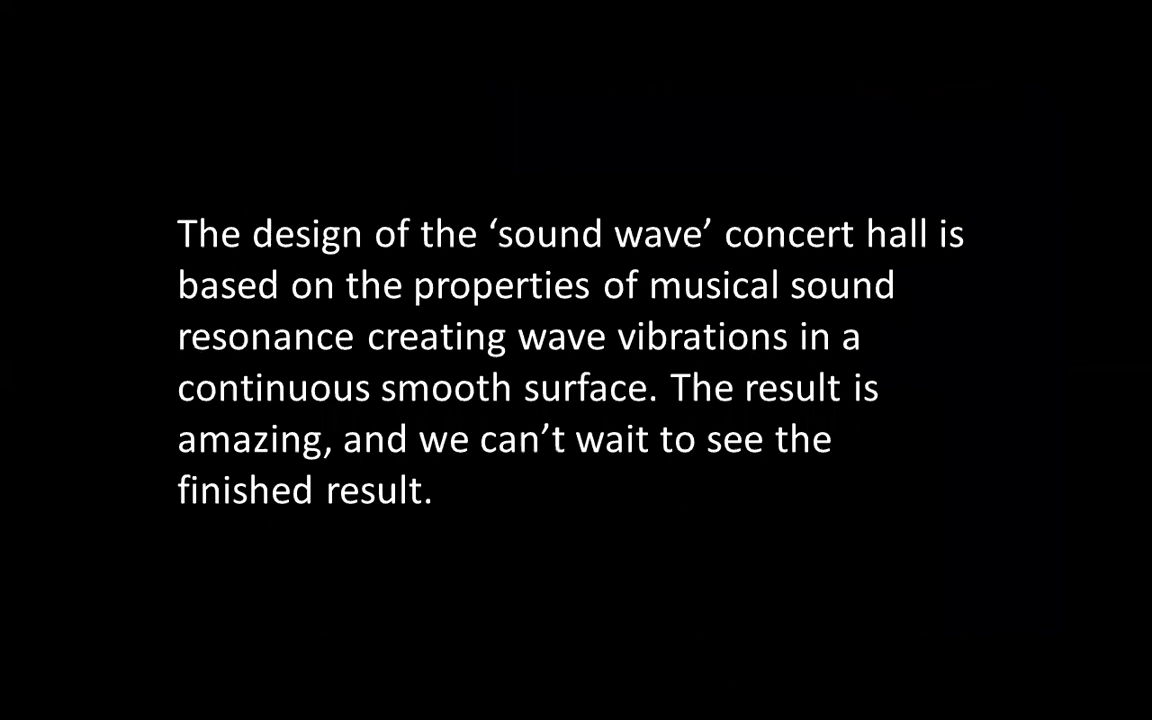 The design of the ‘sound wave’ concert hall is
based on the properties of musical sound
resonance creating wave vibrations in a
continuous smooth surface. The result is
amazing, and we can’t wait to see the
finished result.